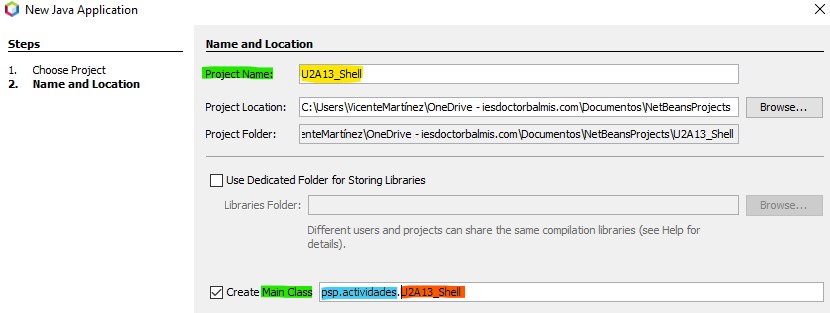 New Java Application
Steps
1. Choose Project
2. Name and Location
Name and Location
Project Name: U2A13_Shell
Project Location: C:\Users\VicenteMartínez\OneDrive - iesdoctorbalmis.com\Documentos\NetBeansProjects Browse...
Project Folder: enteMartínez\OneDrive - iesdoctorbalmis.com\Documentos\NetBeansProjects\U2A13_Shell
Use Dedicated Folder for Storing Libraries
Libraries Folder: Browse...
Different users and projects can share the same compilation libraries (see Help for
details).
Create Main Class psp.actividades.U2A13_Shell